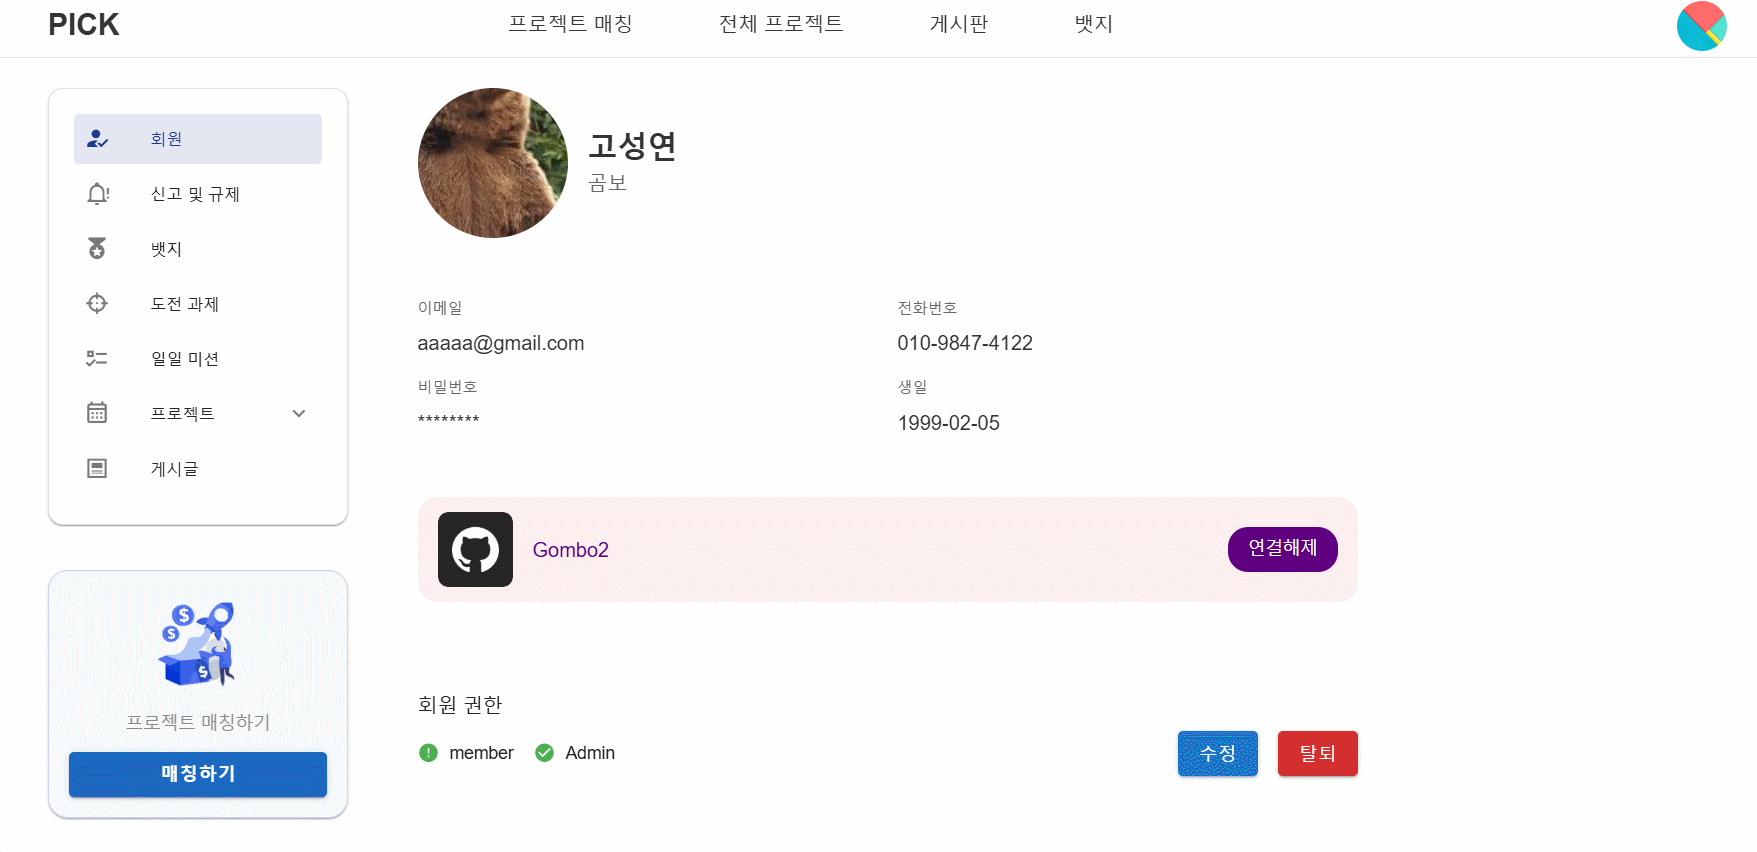 PICK
프로젝트 매칭
전체 프로젝트
게시판
뱃지
회원
신고 및 규제
뱃지
도전 과제
일일 미션
프로젝트
게시글
프로젝트 매칭하기
매칭하기
고성연
곰보
이메일
aaaaa@gmail.com
전화번호
010-9847-4122
비밀번호
********
생일
1999-02-05
Gombo2
연결해제
회원 권한
member
Admin
수정
탈퇴